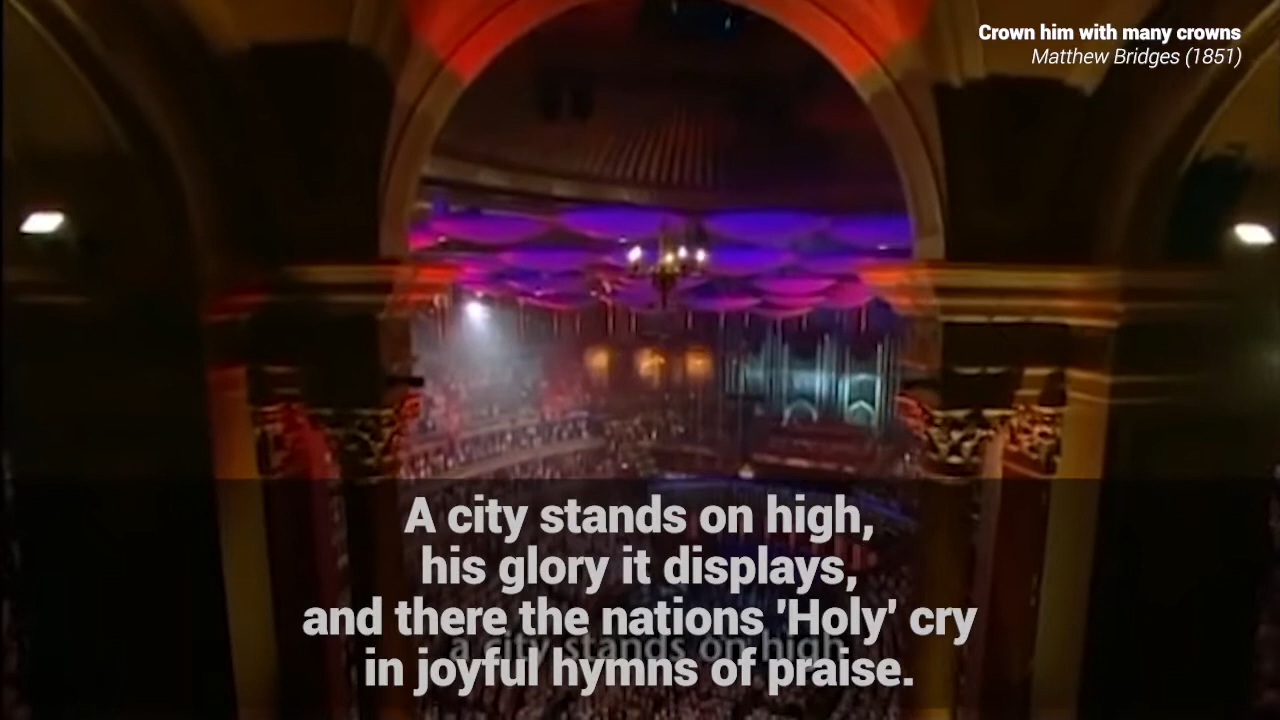 Crown him with many crowns
Matthew Bridges (1851)
A city stands on high,
his glory it displays,
and there the nations 'Holy' cry
a city stands on high
in joyful hymns of praise.